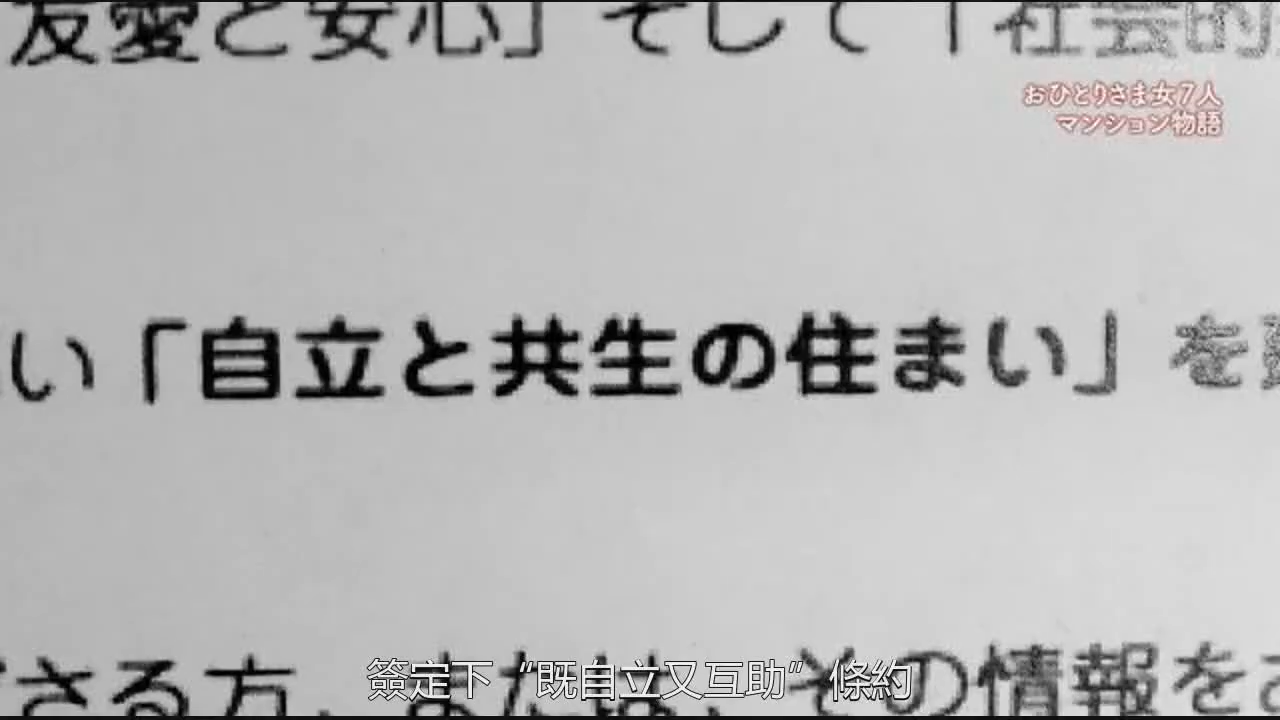 友愛と安心」そして「社会的
おひとりさま女7人
マンション物語
い「自立と共生の住まい」を
さる方、または、その情報を
簽定下“既自立又互助”條約